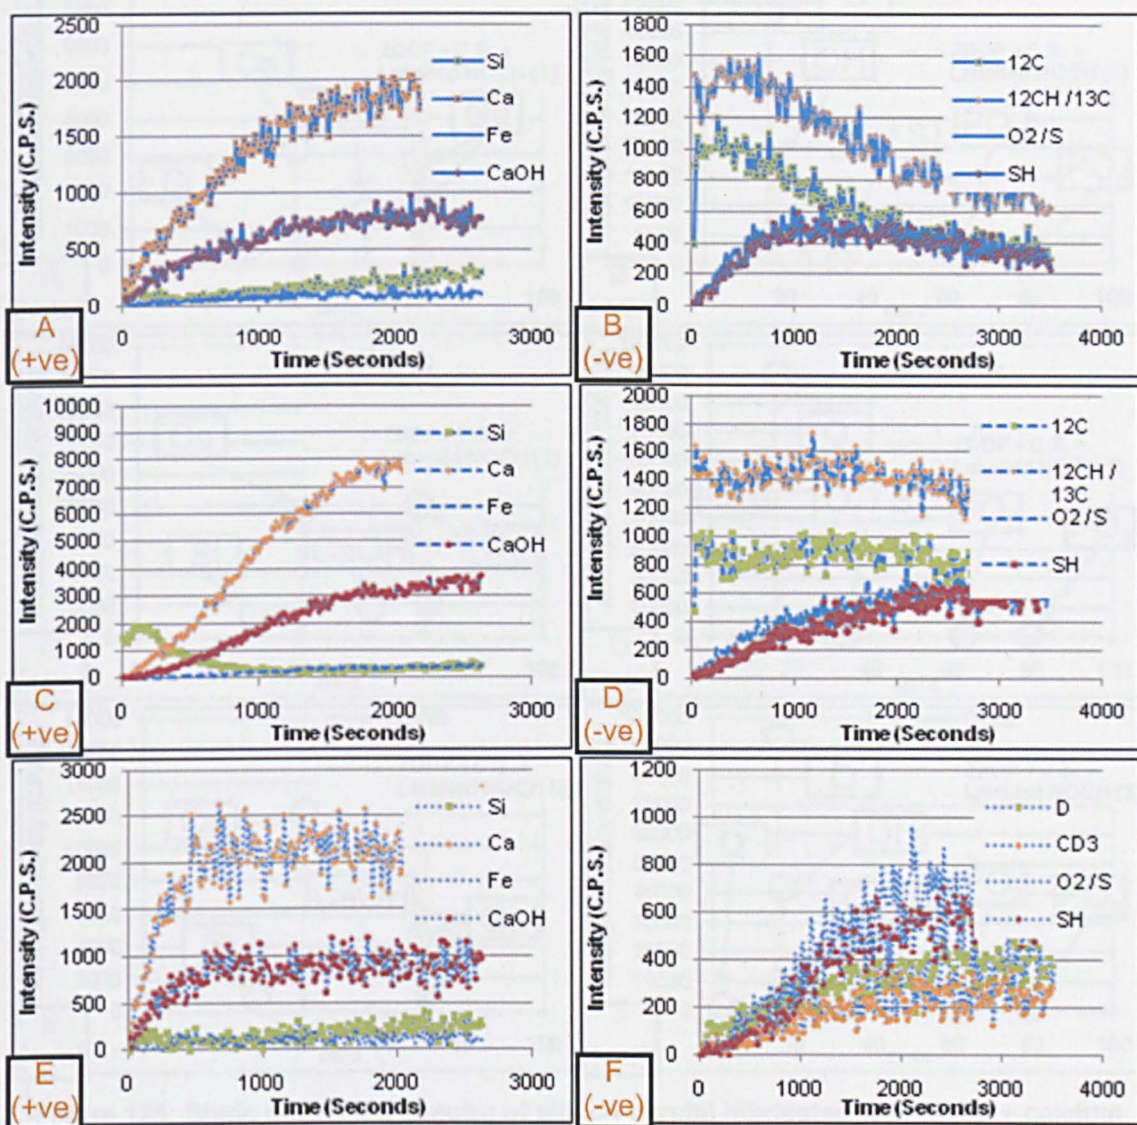 2500
2000
1500
1000
500
0
Intensity (C.P.S.)
0 1000 2000 3000
Time (Seconds)
Si
Ca
Fe
CaOH
A
(+ve)
1800
1600
1400
1200
1000
800
600
400
200
0
Intensity (C.P.S.)
0 1000 2000 3000 4000
Time (Seconds)
12C
12CH / 13C
O2 / S
SH
B
(-ve)
10000
9000
8000
7000
6000
5000
4000
3000
2000
1000
0
Intensity (C.P.S.)
0 1000 2000 3000
Time (Seconds)
Si
Ca
Fe
CaOH
C
(+ve)
2000
1800
1600
1400
1200
1000
800
600
400
200
0
Intensity (C.P.S.)
0 1000 2000 3000 4000
Time (Seconds)
12C
12CH /
13C
O2 / S
SH
D
(-ve)
3000
2500
2000
1500
1000
500
0
Intensity (C.P.S.)
0 1000 2000 3000
Time (Seconds)
Si
Ca
Fe
CaOH
E
(+ve)
1200
1000
800
600
400
200
0
Intensity (C.P.S.)
0 1000 2000 3000 4000
Time (Seconds)
D
CD3
O2 / S
SH
F
(-ve)